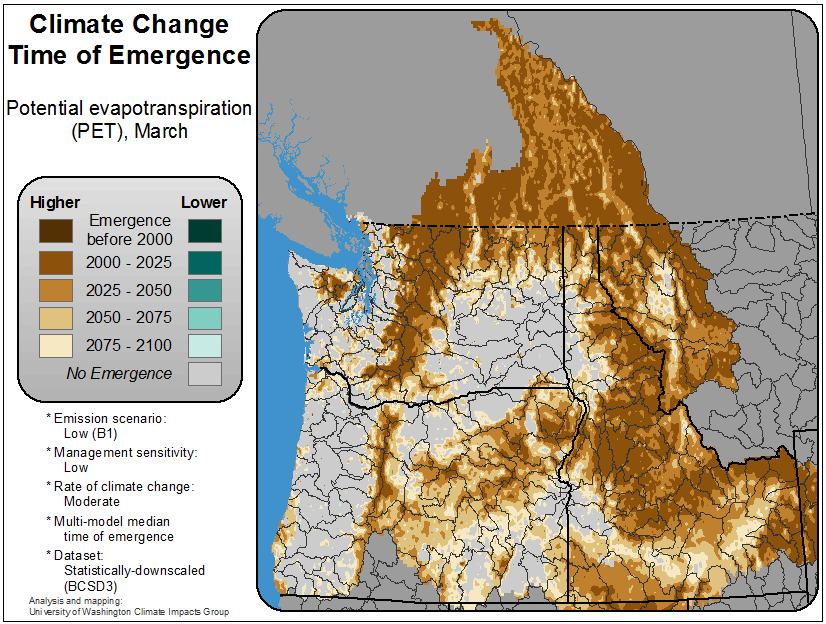 Climate Change
Time of Emergence
Potential evapotranspiration
(PET), March
Higher
Lower
Emergence
before 2000
2000 - 2025
2025 - 2050
2050 - 2075
2075 - 2100
No Emergence
* Emission scenario:
Low (B1)
* Management sensitivity:
Low
* Rate of climate change:
Moderate
* Multi-model median
time of emergence
* Dataset:
Statistically-downscaled
(BCSD3)
Analysis and mapping:
University of Washington Climate Impacts Group